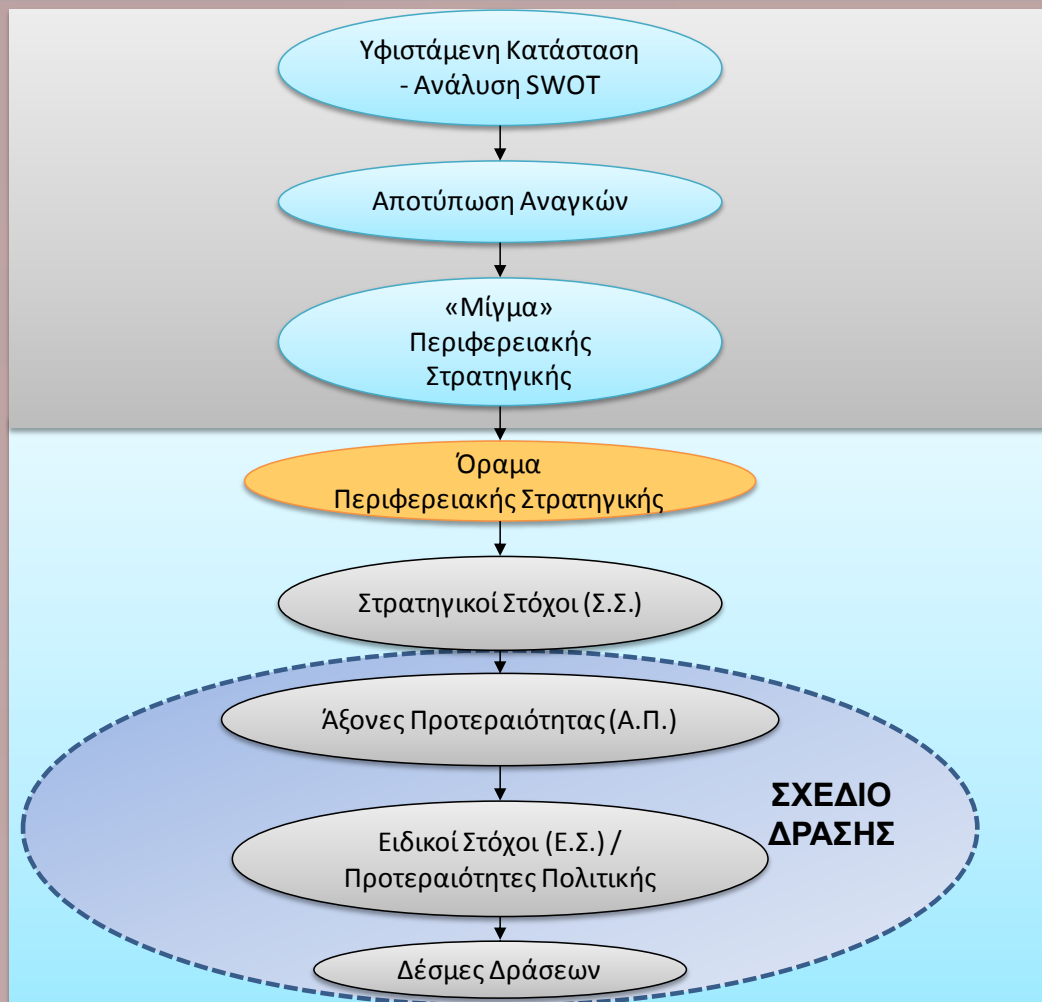 Υφιστάμενη Κατάσταση
- Ανάλυση SWOT
Αποτύπωση Αναγκών
«Μίγμα»
Περιφερειακής
Στρατηγικής
Όραμα
Περιφερειακής Στρατηγικής
Στρατηγικοί Στόχοι (Σ.Σ.)
Άξονες Προτεραιότητας (Α.Π.)
ΣΧΕΔΙΟ
ΔΡΑΣΗΣ
Ειδικοί Στόχοι (Ε.Σ.) /
Προτεραιότητες Πολιτικής
Δέσμες Δράσεων